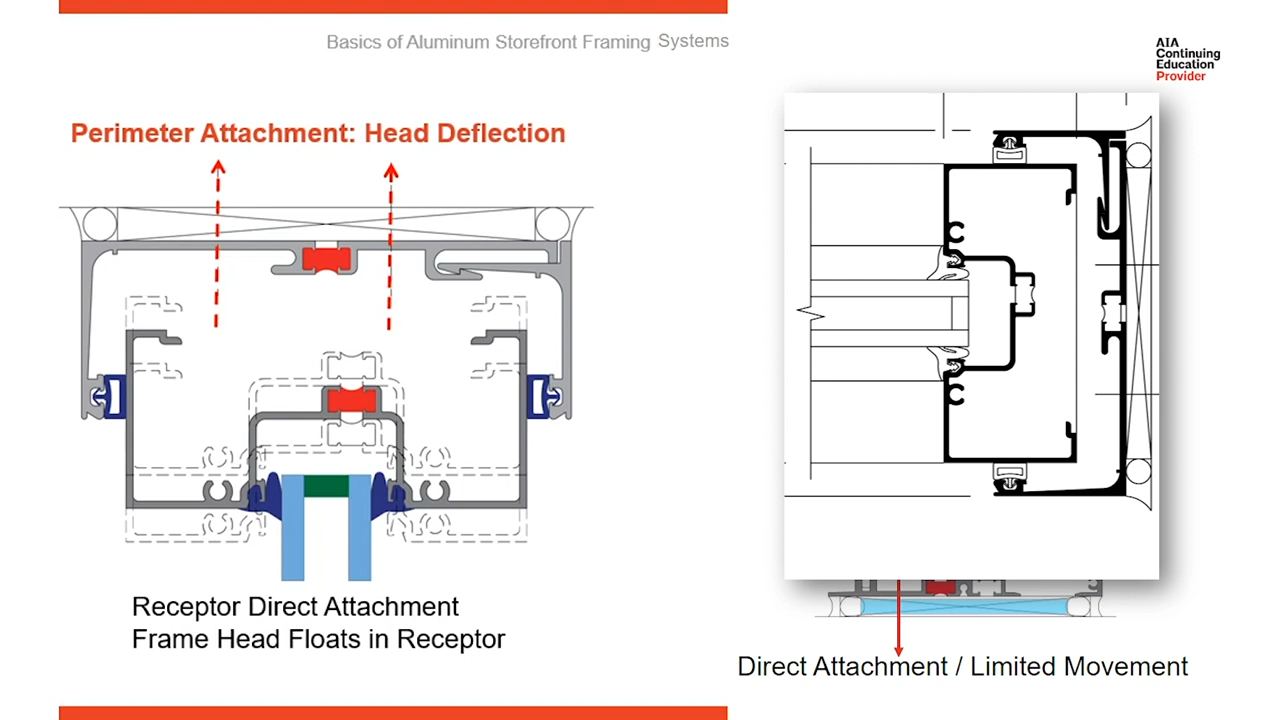 Basics of Aluminum Storefront Framing Systems
AIA
Continuing
Education
Provider
Perimeter Attachment: Head Deflection
Receptor Direct Attachment
Frame Head Floats in Receptor
Direct Attachment / Limited Movement